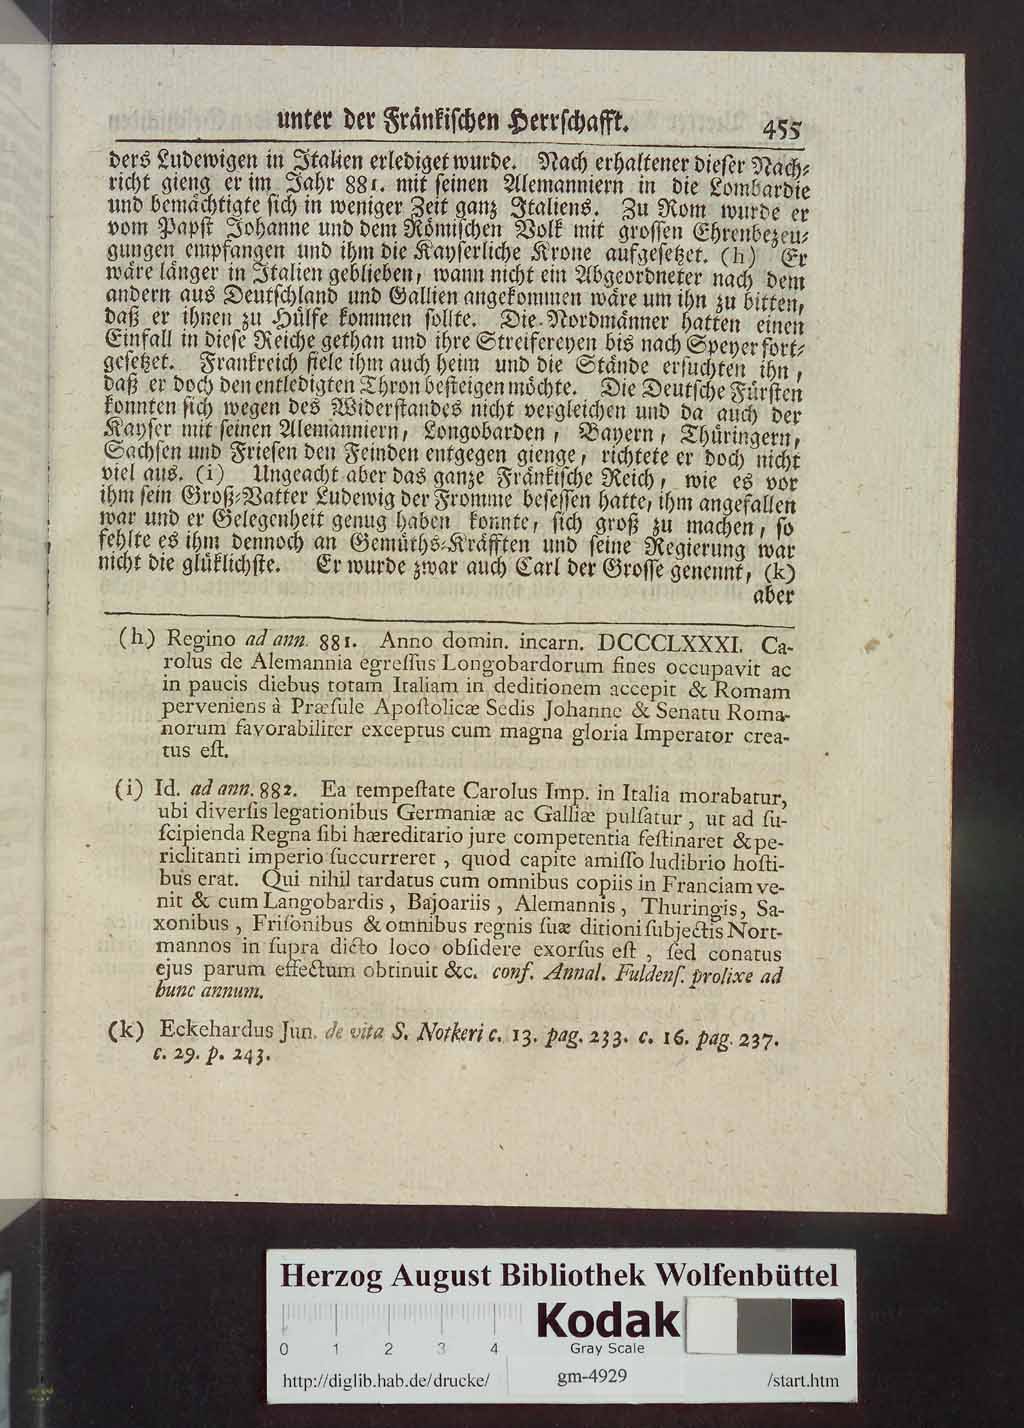 unter der Fränkischen Herrschafft. 455
ders Ludewigen in Italien erlediget wurde. Nach erhaltener dieser Nach⸗
richt gieng er im Jahr 881. mit seinen Alemanniern in die Lombardie
und bemächtigte sich in weniger Zeit ganz Italiens. Zu Rom wurde er
vom Papst Johanne und dem Römischen Volk mit grossen Ehrenbezeu⸗
gungen empfangen und ihm die Kayserliche Krone aufgesetzet. (h) Er
wäre länger in Italien geblieben, wann nicht ein Abgeordneter nach dem
andern aus Deutschland und Gallien angekommen wäre um ihn zu bitten,
daß er ihnen zu Hülfe kommen sollte. Die Nordmänner hatten einen
Einfall in diese Reiche gethan und ihre Streifereyen bis nach Speyer fort⸗
gesetzet. Frankreich fiele ihm auch heim und die Stände ersuchten ihn,
daß er doch den entledigten Thron besteigen möchte. Die Deutsche Fürsten
konnten sich wegen des Widerstandes nicht vergleichen und da auch der
Kayser mit seinen Alemanniern, Longobarden, Bayern, Thüringern,
Sachsen und Friesen den Feinden entgegen gienge, richtete er doch nicht
viel aus. (i) Ungeacht aber das ganze Fränkische Reich, wie es vor
ihm sein Groß⸗Vatter Ludewig der Fromme besessen hatte, ihm angefallen
war und er Gelegenheit genug haben konnte, sich groß zu machen, so
fehlte es ihm dennoch an Gemüths⸗Kräfften und seine Regierung war
nicht die glüklichste. Er wurde zwar auch Carl der Grosse genennt, (k)
aber
(h) Regino ad ann. 881. Anno domin. incarn. DCCCLXXXI. Ca-
rolus de Alemannia egreſſus Longobardorum fines occupavit ac
in paucis diebus totam Italiam in deditionem accepit & Romam
perveniens à Præſule Apoſtolicæ Sedis Johanne & Senatu Roma-
norum favorabiliter exceptus cum magna gloria Imperator crea-
tus eſt.
(i) Id. ad ann. 882. Ea tempeſtate Carolus Imp. in Italia morabatur,
ubi diverſis legationibus Germaniæ ac Galliæ pulſatur, ut ad ſu-
ſcipienda Regna ſibi hæreditario jure competentia feſtinaret & pe-
riclitanti imperio ſuccurreret, quod capite amiſſo ludibrio hoſti-
bus erat. Qui nihil tardatus cum omnibus copiis in Franciam ve-
nit & cum Langobardis, Bajoariis, Alemannis, Thuringis, Sa-
xonibus, Friſonibus & omnibus regnis ſuæ ditioni ſubjectis Nort-
mannos in ſupra dicto loco obſidere exorſus eſt, ſed conatus
ejus parum effectum obtinuit &c. conf. Annal. Fuldenſ. prolixe ad
hunc annum.
(k) Eckehardus Jun. de vita S. Notkeri c. 13. pag. 233. c. 16. pag. 237.
c. 29. p. 243.
Herzog August Bibliothek Wolfenbüttel
Kodak
0 1 2 3 4 Gray Scale
http://diglib.hab.de/drucke/ gm-4929 /start.htm